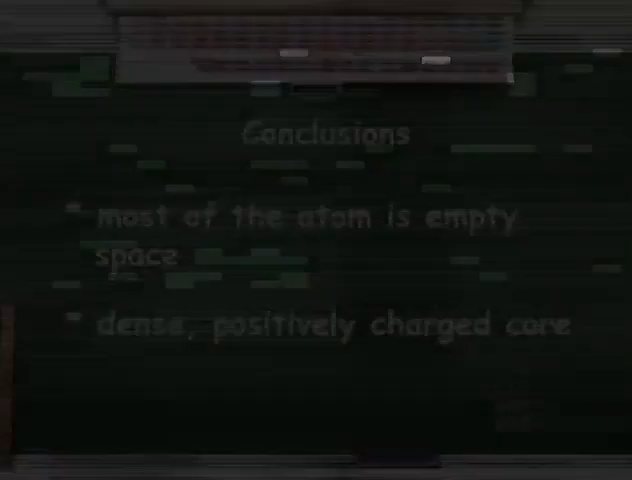 Conclusions
* most of the atom is empty
space
* dense, positively charged core